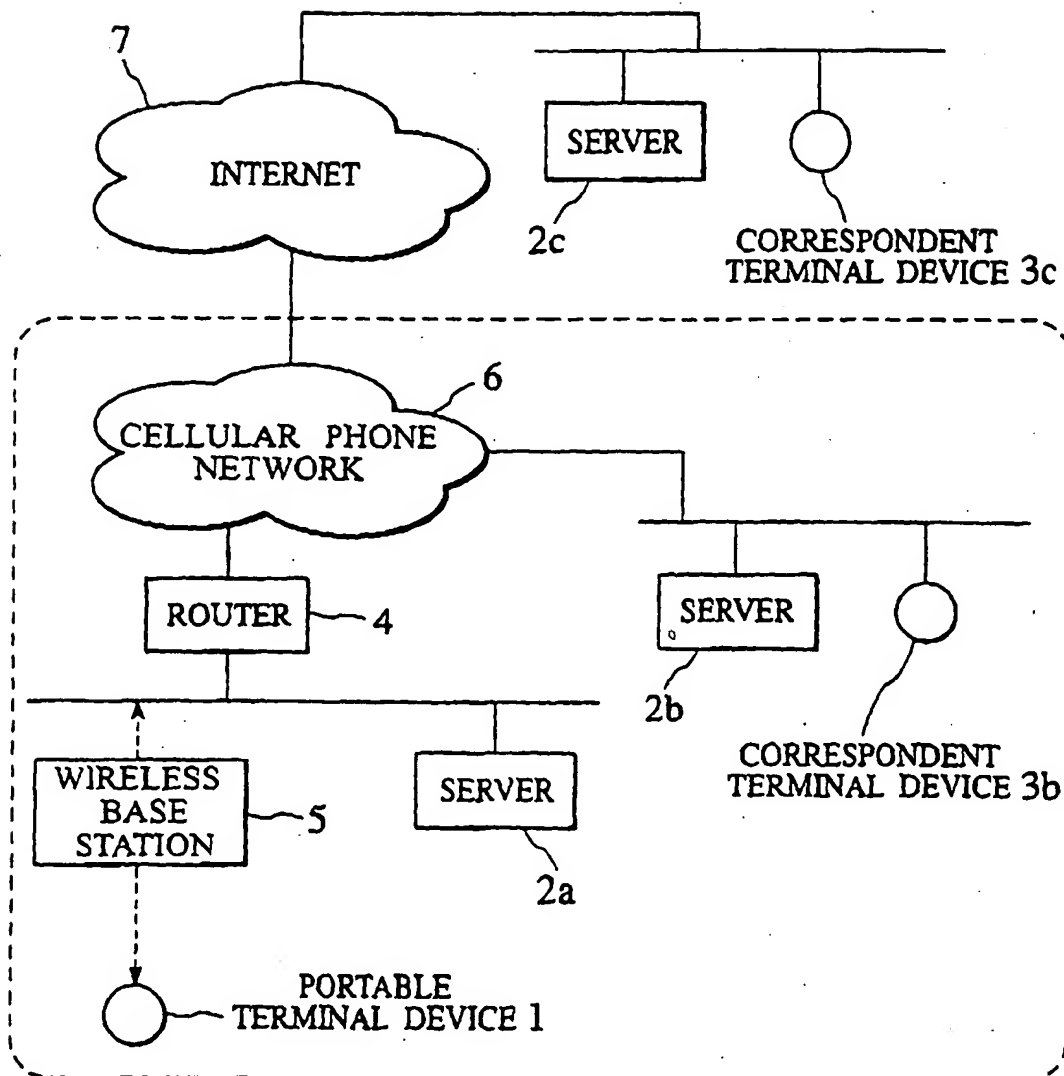 7
INTERNET
SERVER
2c
CORRESPONDENT
TERMINAL DEVICE 3c
6
CELLULAR PHONE
NETWORK
ROUTER
4
SERVER
2b
CORRESPONDENT
TERMINAL DEVICE 3b
WIRELESS
BASE
STATION
5
SERVER
2a
PORTABLE
TERMINAL DEVICE 1